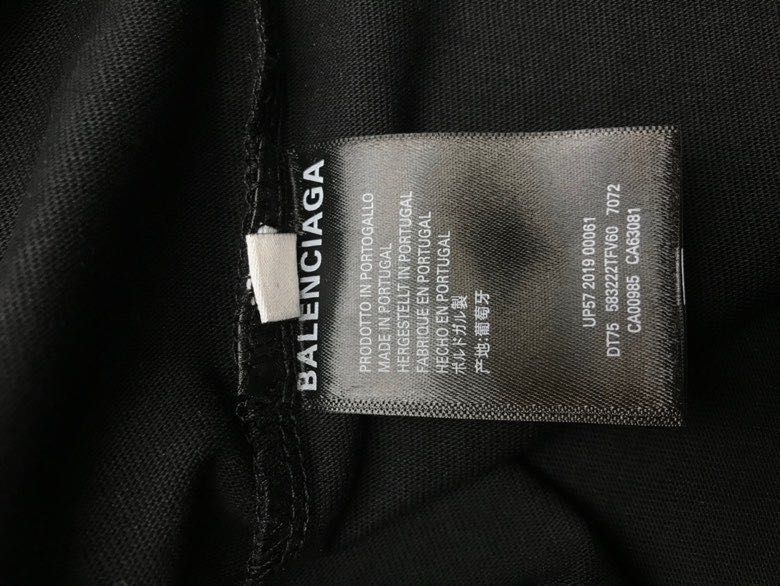 BALENCIAGA
PRODOTTO IN PORTOGALLO
MADE IN PORTUGAL
HERGESTELLT IN PORTUGAL
FABRIQUE EN PORTUGAL
HECHO EN PORTUGAL
ポルドガル製
产地:葡萄牙
UP57 2019 00061
DT75 583222TFV60 7072
CA00985 CA63081